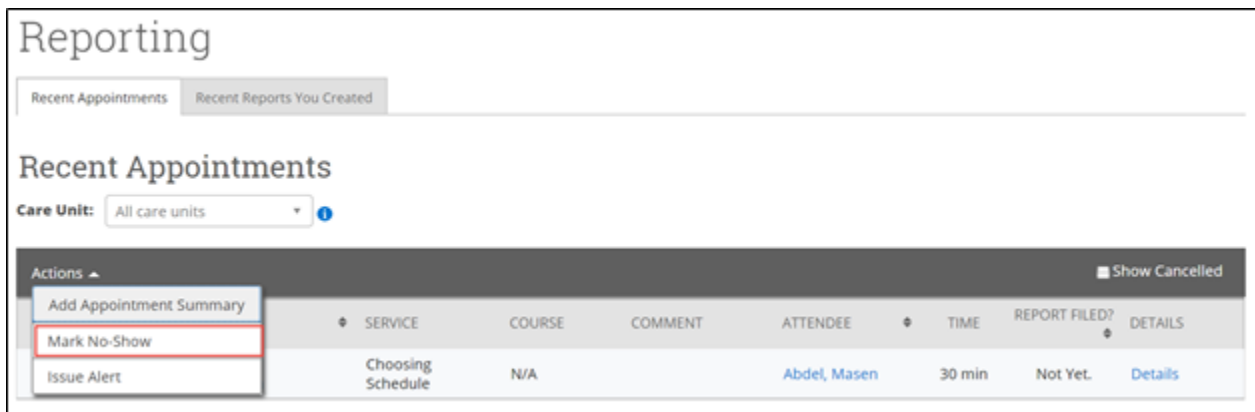 Reporting
Recent Appointments Recent Reports You Created
Recent Appointments
Care Unit: All care units
Actions Show Cancelled
Add Appointment Summary
Mark No-Show
Issue Alert
SERVICE COURSE COMMENT ATTENDEE TIME REPORT FILED? DETAILS
Choosing Schedule N/A Abdel, Masen 30 min Not Yet. Details